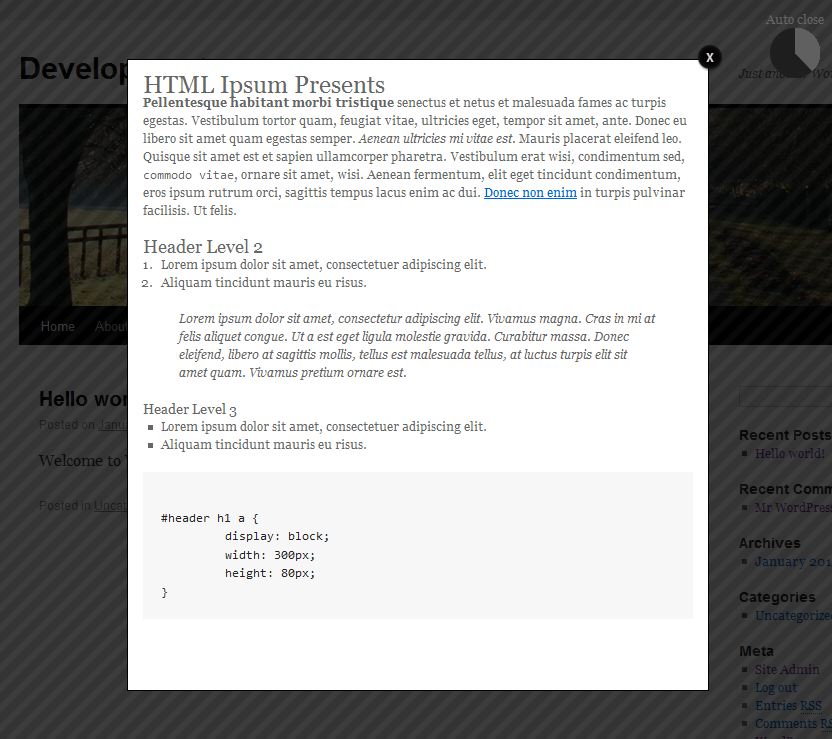 Auto close
X
Develop
Just another Wor
HTML Ipsum Presents
Pellentesque habitant morbi tristique senectus et netus et malesuada fames ac turpis
egestas. Vestibulum tortor quam, feugiat vitae, ultricies eget, tempor sit amet, ante. Donec eu
libero sit amet quam egestas semper. Aenean ultricies mi vitae est. Mauris placerat eleifend leo.
Quisque sit amet est et sapien ullamcorper pharetra. Vestibulum erat wisi, condimentum sed,
commodo vitae, ornare sit amet, wisi. Aenean fermentum, elit eget tincidunt condimentum,
eros ipsum rutrum orci, sagittis tempus lacus enim ac dui. Donec non enim in turpis pulvinar
facilisis. Ut felis.
Header Level 2
1. Lorem ipsum dolor sit amet, consectetuer adipiscing elit.
2. Aliquam tincidunt mauris eu risus.
Lorem ipsum dolor sit amet, consectetur adipiscing elit. Vivamus magna. Cras in mi at
felis aliquet congue. Ut a est eget ligula molestie gravida. Curabitur massa. Donec
eleifend, libero at sagittis mollis, tellus est malesuada tellus, at luctus turpis elit sit
amet quam. Vivamus pretium ornare est.
Header Level 3
Lorem ipsum dolor sit amet, consectetuer adipiscing elit.
Aliquam tincidunt mauris eu risus.
#header h1 a {
display: block;
width: 300px;
height: 80px;
}
Home About
Hello wor
Posted on Janu
Welcome to
Posted in Uncat
Recent Posts
Hello world!
Recent Comm
Mr WordPress
Archives
January 201
Categories
Uncategorize
Meta
Site Admin
Log out
Entries RSS
Comments RS